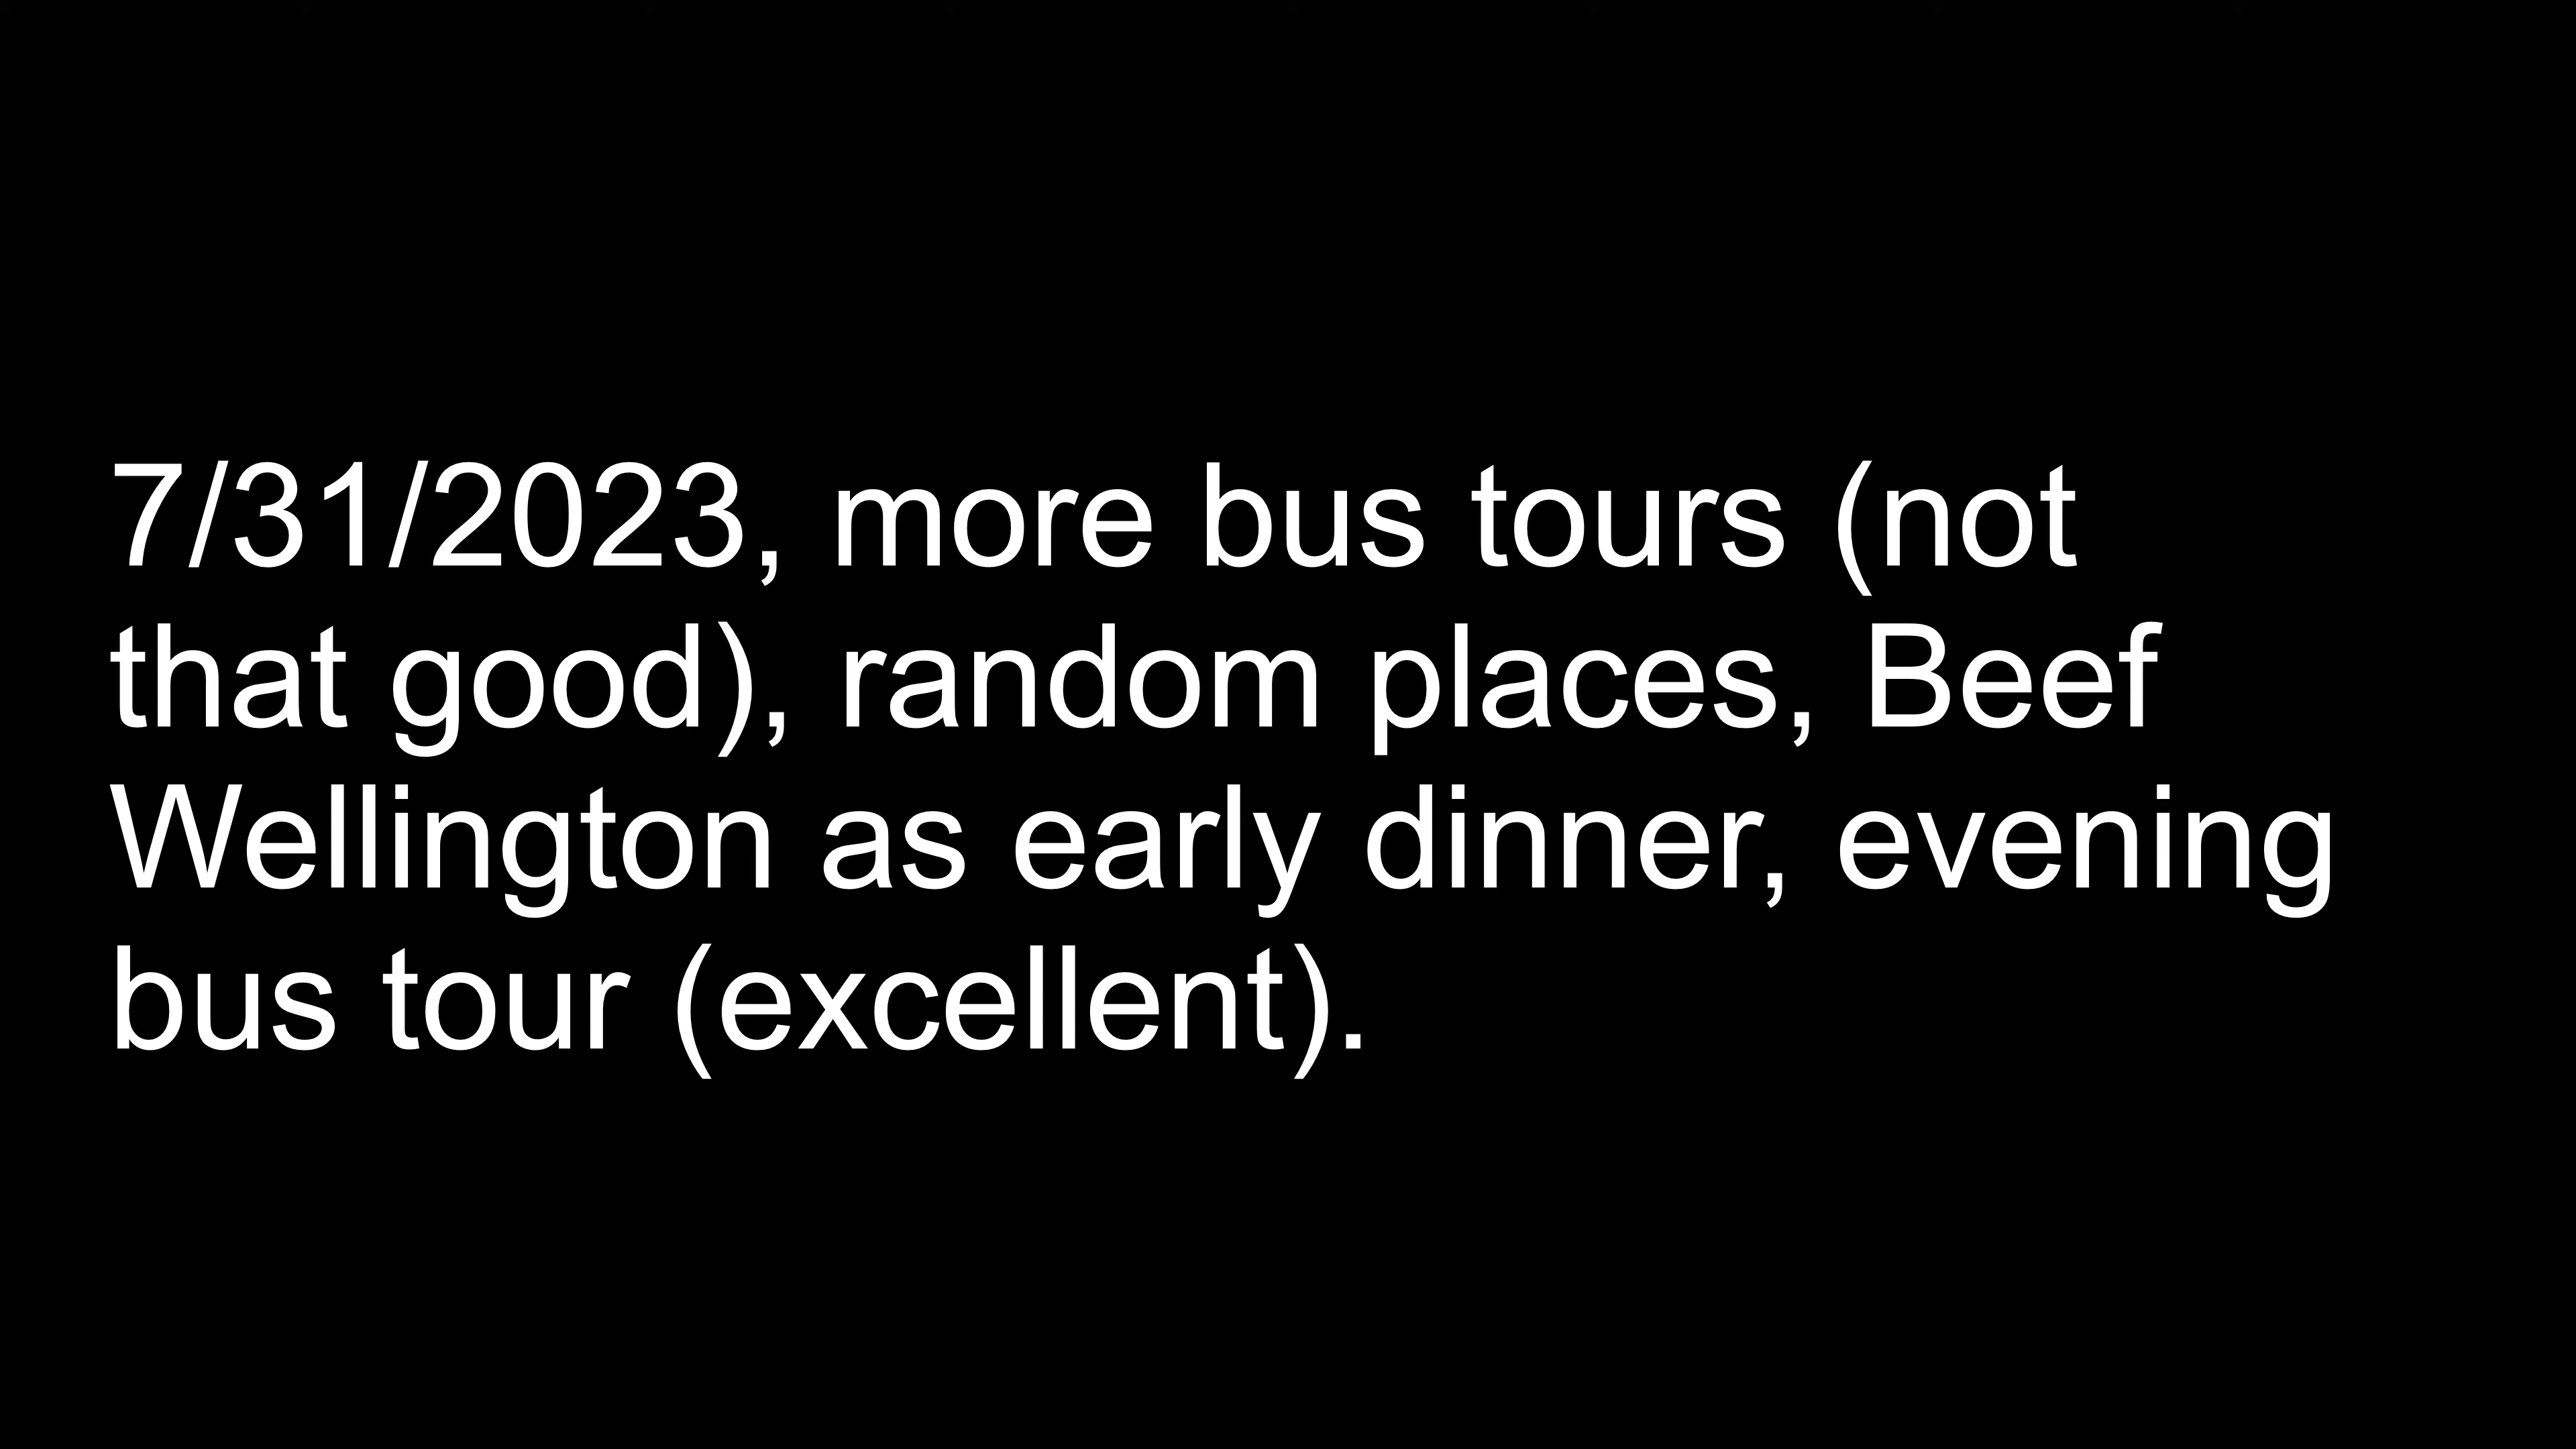 7/31/2023, more bus tours (not
that good), random places, Beef
Wellington as early dinner, evening
bus tour (excellent).